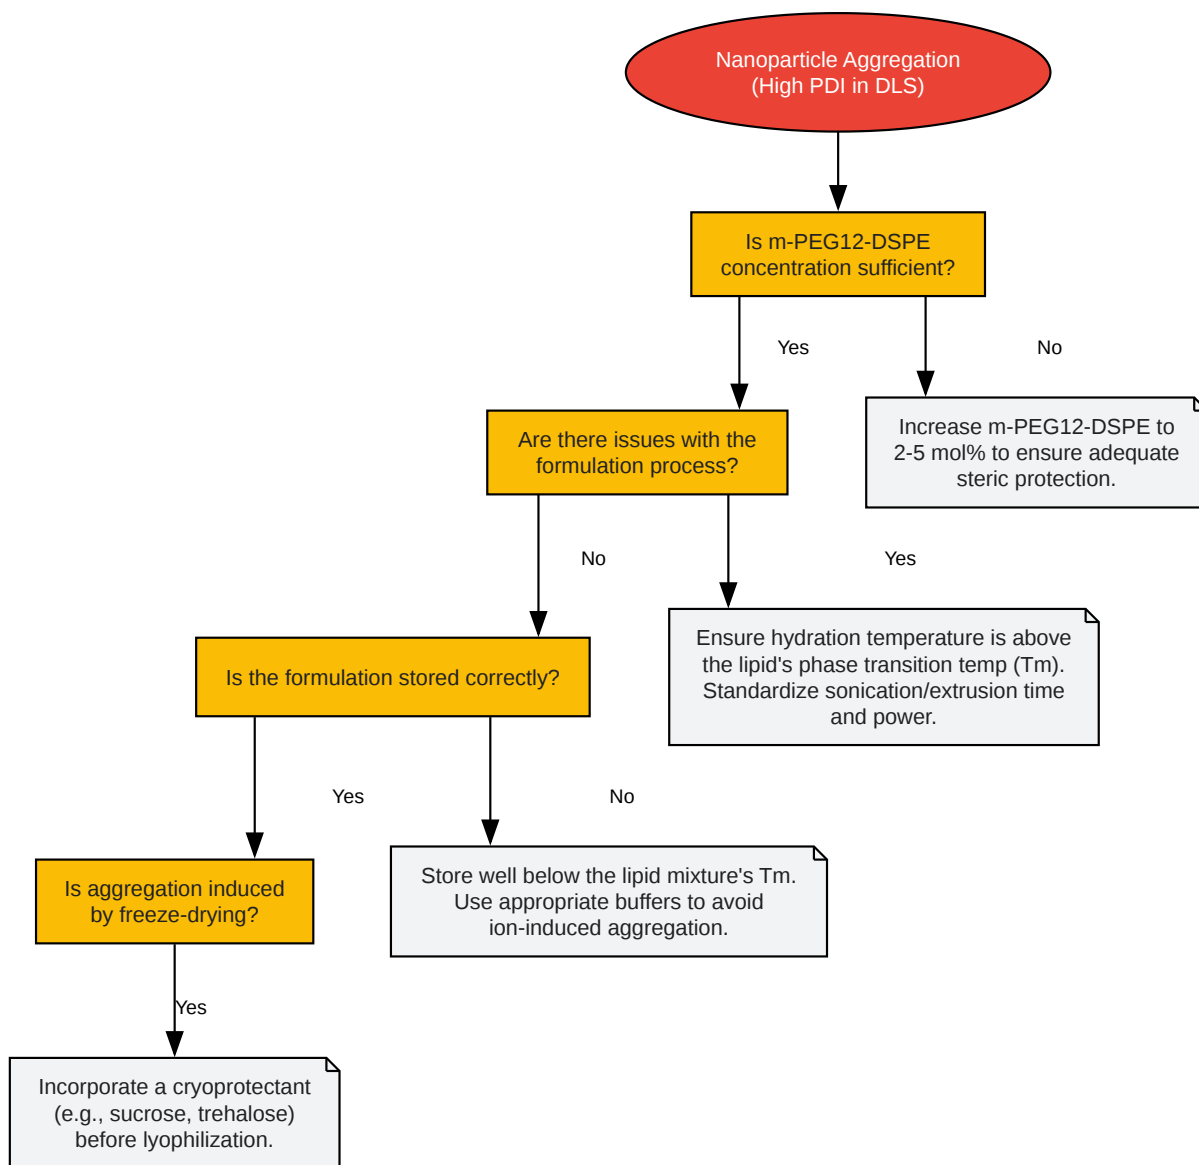 Nanoparticle Aggregation
(High PDI in DLS)
Is m-PEG12-DSPE
concentration sufficient?
Yes
No
Increase m-PEG12-DSPE to
2-5 mol% to ensure adequate
steric protection.
Are there issues with the
formulation process?
No
Yes
Ensure hydration temperature is above
the lipid's phase transition temp (Tm).
Standardize sonication/extrusion time
and power.
Is the formulation stored correctly?
Yes
No
Store well below the lipid mixture's Tm.
Use appropriate buffers to avoid
ion-induced aggregation.
Is aggregation induced
by freeze-drying?
Yes
Incorporate a cryoprotectant
(e.g., sucrose, trehalose)
before lyophilization.